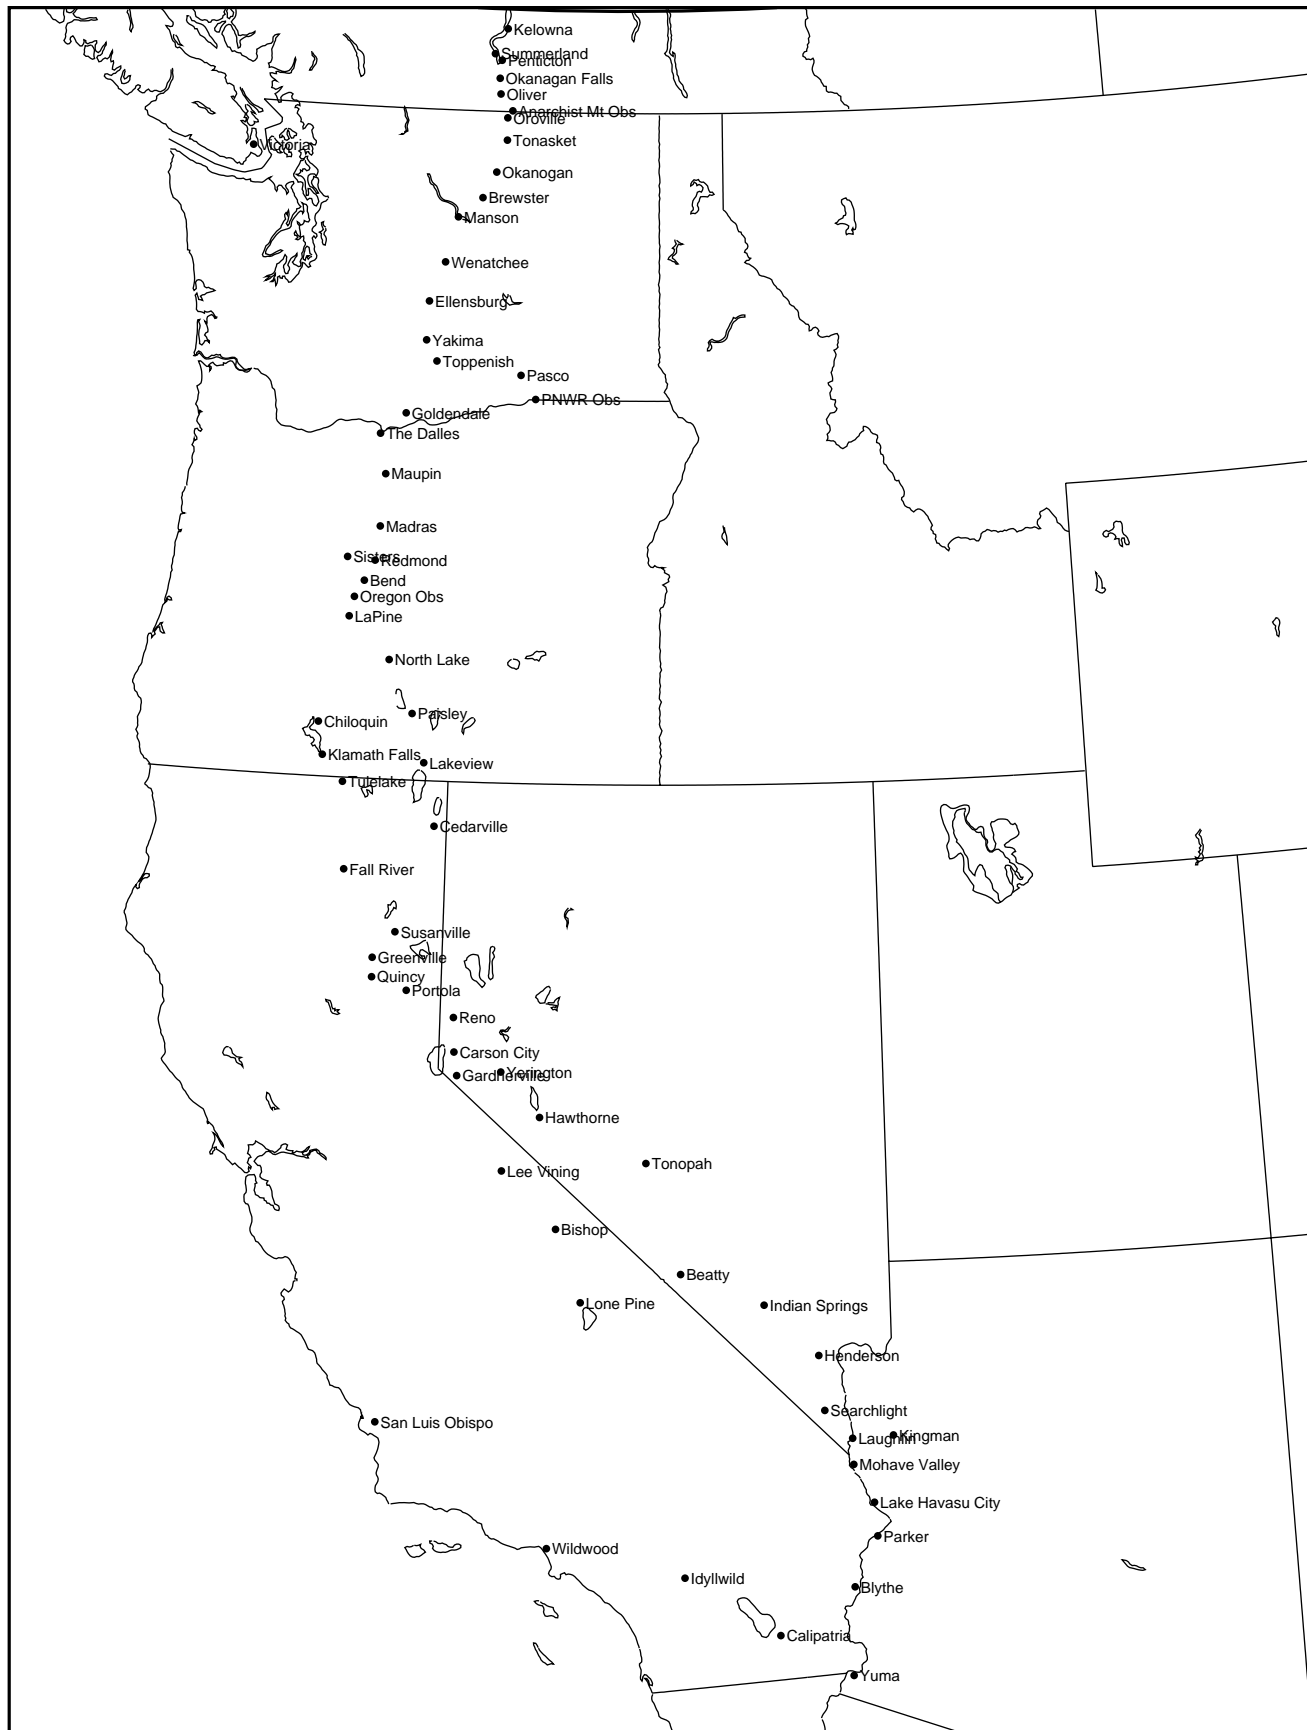 Kelowna
Summerland
Penticton
Okanagan Falls
Oliver
Anarchist Mt Obs
Oroville
Tonasket
Victoria
Okanogan
Brewster
Manson
Wenatchee
Ellensburg
Yakima
Toppenish
Pasco
PNWR Obs
Goldendale
The Dalles
Maupin
Madras
Sisters
Redmond
Bend
Oregon Obs
LaPine
North Lake
Paisley
Chiloquin
Klamath Falls
Lakeview
Tulelake
Cedarville
Fall River
Susanville
Greenville
Quincy
Portola
Reno
Carson City
Yerington
Gardnerville
Hawthorne
Tonopah
Lee Vining
Bishop
Beatty
Lone Pine
Indian Springs
Henderson
Searchlight
San Luis Obispo
Kingman
Laughlin
Mohave Valley
Lake Havasu City
Parker
Wildwood
Idyllwild
Blythe
Calipatria
Yuma